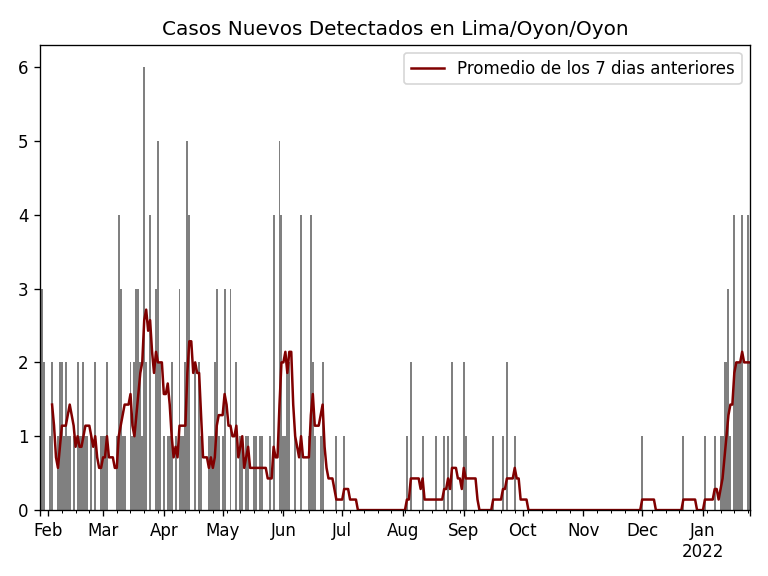 Casos Nuevos Detectados en Lima/Oyon/Oyon
Promedio de los 7 dias anteriores
6
5
4
3
2
1
0
Feb Mar Apr May Jun Jul Aug Sep Oct Nov Dec Jan
2022